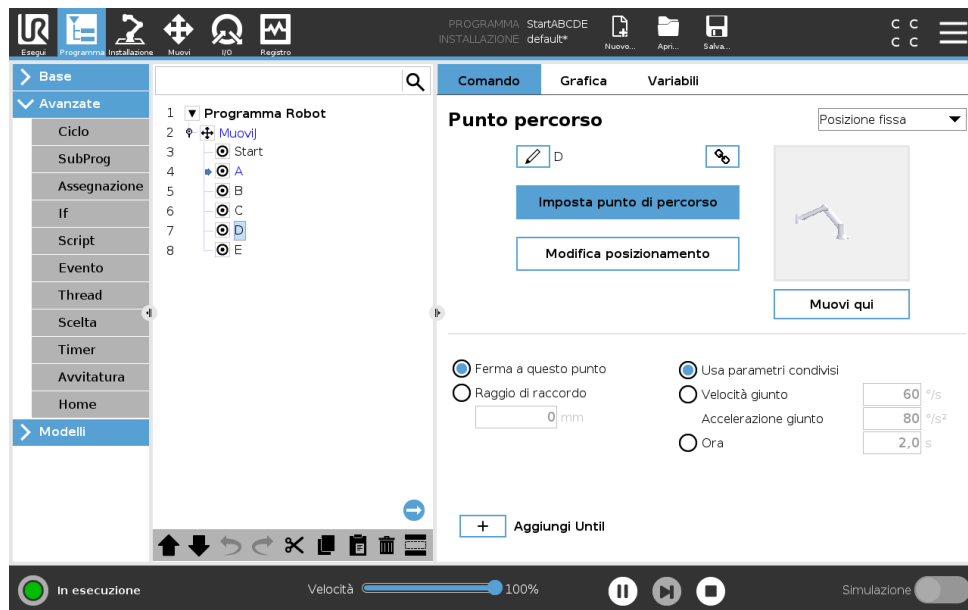 UR
Esegui
Programma
Installazione
Muovi
I/O
Registro
PROGRAMMA StartABCDE
INSTALLAZIONE default*
Nuovo...
Apri...
Salva...
C C
C C
Base
Avanzate
Ciclo
SubProg
Assegnazione
If
Script
Evento
Thread
Scelta
Timer
Avvitatura
Home
Modelli
1 Programma Robot
2 MuoviJ
3 Start
4 A
5 B
6 C
7 D
8 E
Comando Grafica Variabili
Punto percorso
Posizione fissa
D
Imposta punto di percorso
Modifica posizionamento
Muovi qui
Ferma a questo punto
Raggio di raccordo
0 mm
Usa parametri condivisi
Velocità giunto 60 °/s
Accelerazione giunto 80 °/s²
Ora 2,0 s
+ Aggiungi Until
In esecuzione
Velocità 100%
Simulazione